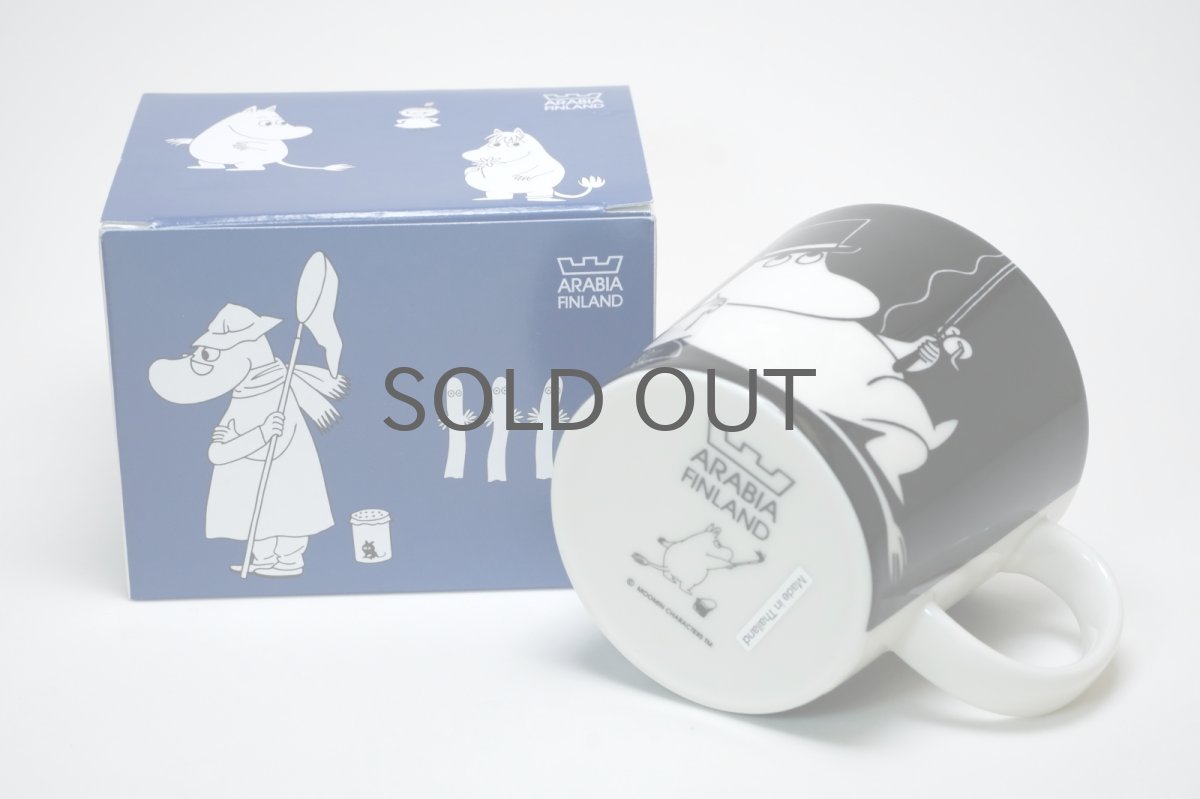 ARABIA
FINLAND
ARABIA
FINLAND
SOLD OUT
ARABIA
FINLAND
© MOOMIN CHARACTERS TM
Made in Thailand